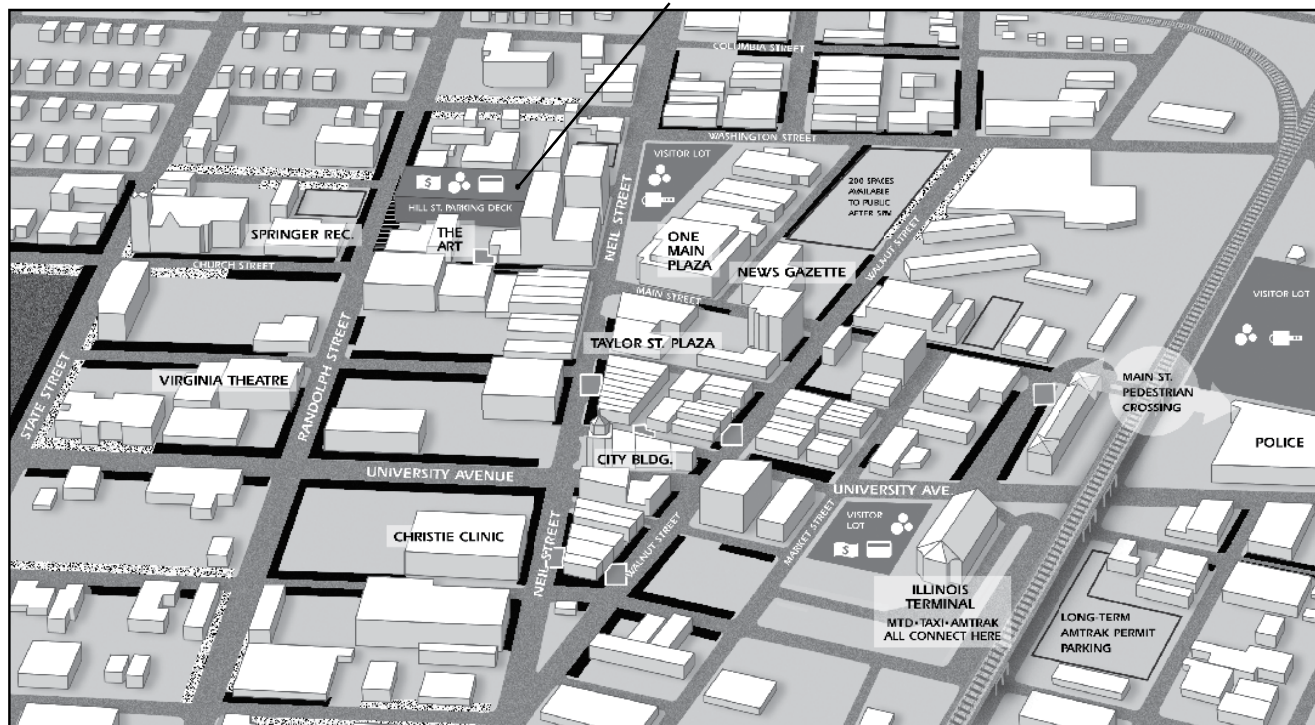 COLUMBIA STREET
WASHINGTON STREET
VISITOR LOT
200 SPACES
AVAILABLE
TO PUBLIC
AFTER 5PM
$
HILL ST. PARKING DECK
THE
ART
SPRINGER REC.
CHURCH STREET
NEIL STREET
ONE
MAIN
PLAZA
NEWS GAZETTE
WALNUT STREET
MAIN STREET
VISITOR LOT
TAYLOR ST. PLAZA
STATE STREET
VIRGINIA THEATRE
RANDOLPH STREET
MAIN ST.
PEDESTRIAN
CROSSING
POLICE
CITY BLDG.
UNIVERSITY AVENUE
UNIVERSITY AVE.
CHRISTIE CLINIC
NEIL STREET
WALNUT STREET
MARKET STREET
VISITOR
LOT
$
ILLINOIS
TERMINAL
MTD•TAXI•AMTRAK
ALL CONNECT HERE
LONG-TERM
AMTRAK PERMIT
PARKING